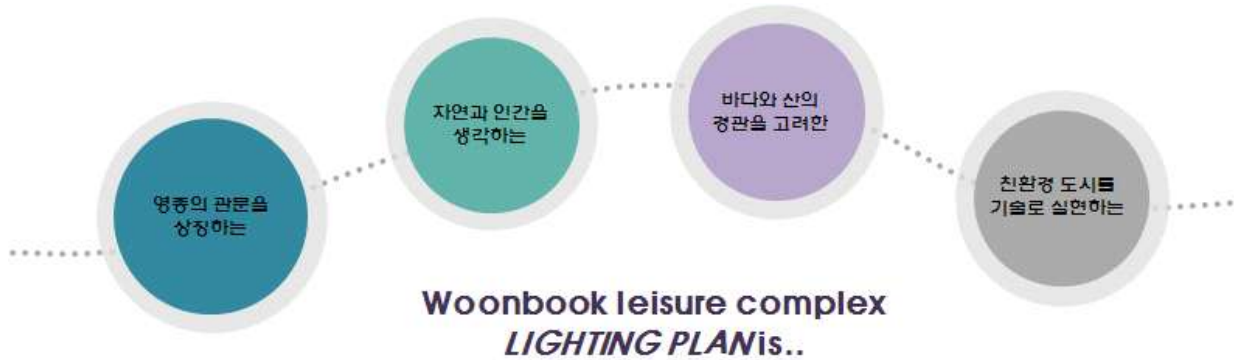 영종의 관문을
상징하는
자연과 인간을
생각하는
바다와 산의
경관을 고려한
친환경 도시를
기술로 실현하는
Woonbook leisure complex
LIGHTING PLAN is..